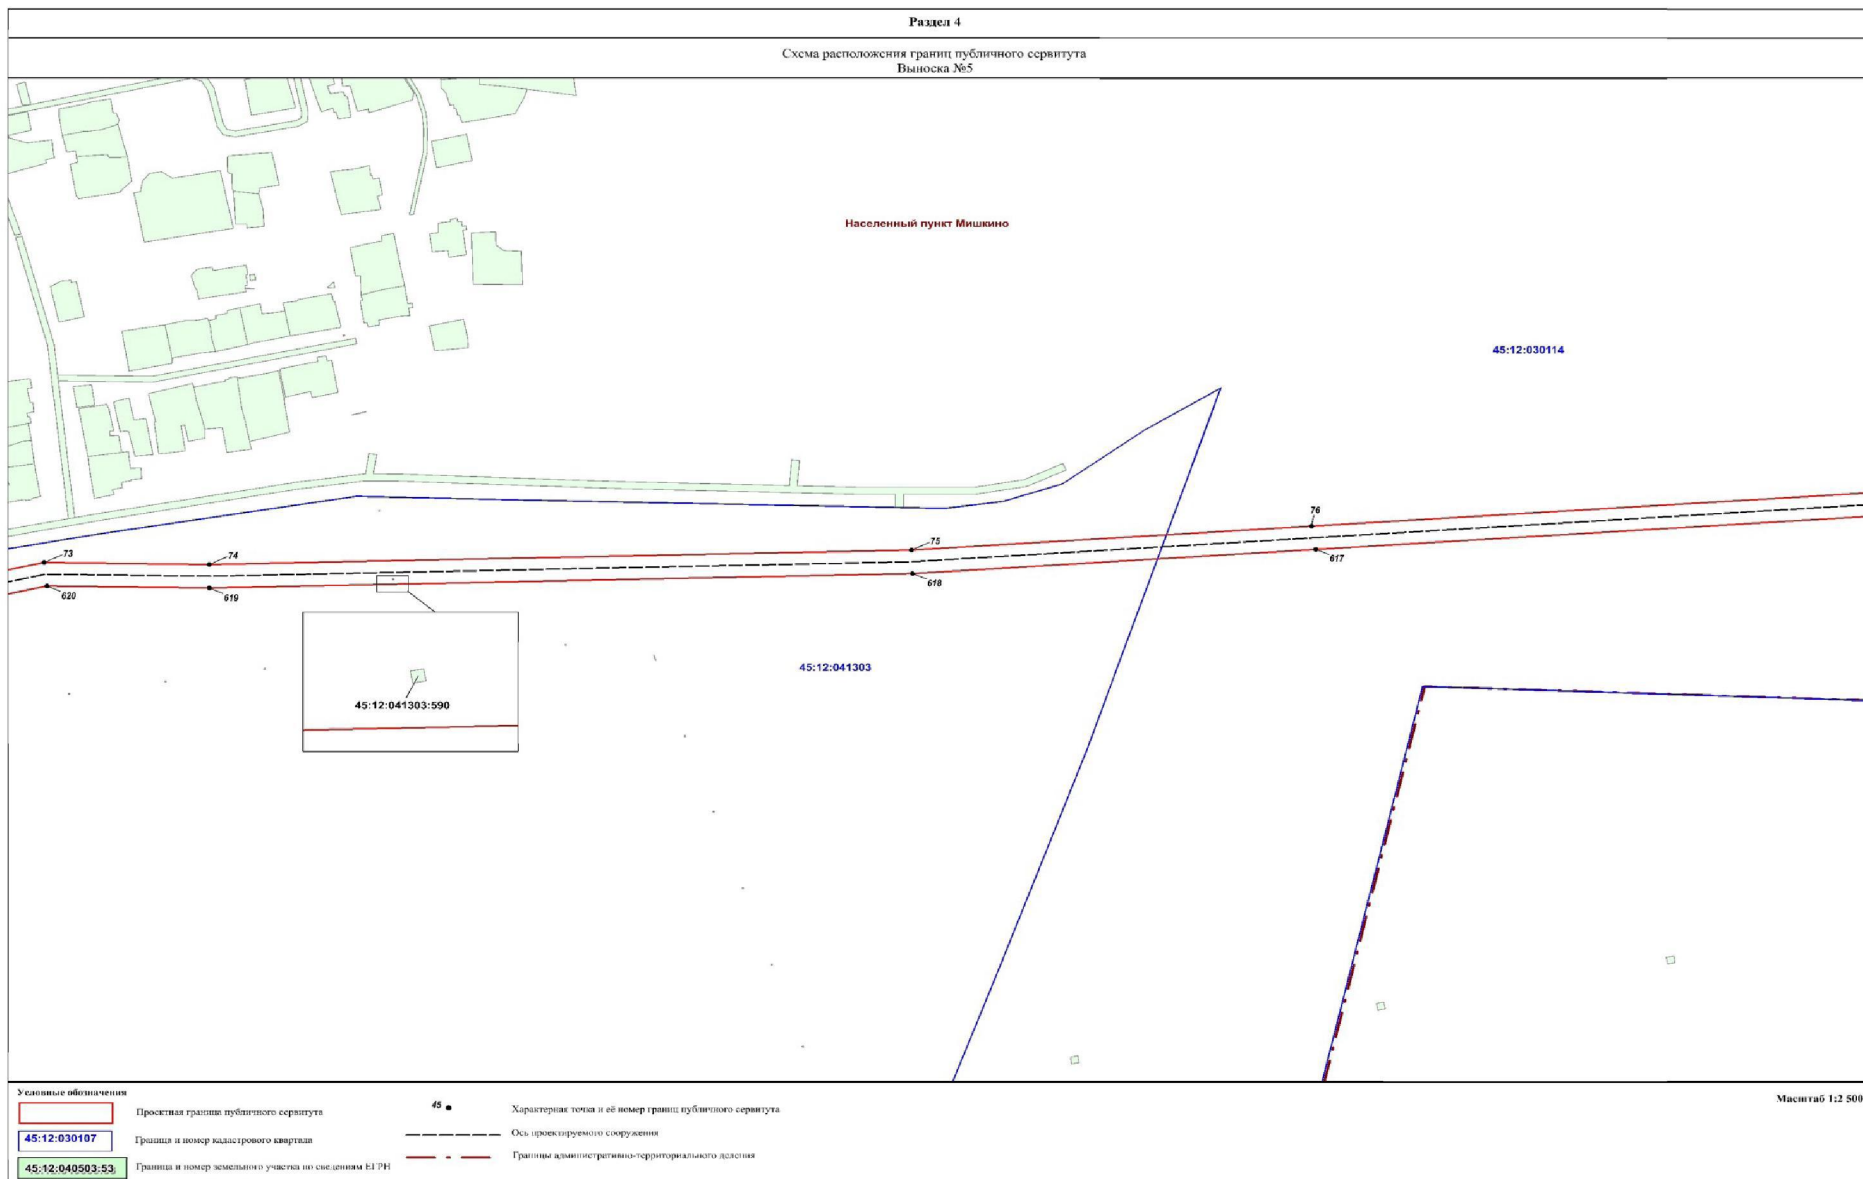 Раздел 4
Схема расположения границ публичного сервитута
Выноска №5
Населенный пункт Мишкино
45:12:030114
76
75
73
74
617
618
620
619
45:12:041303
45:12:041303:590
Условные обозначения
Проектная граница публичного сервитута
45:12:030107
Граница и номер кадастрового квартала
45:12:040503:53
Граница и номер земельного участка по сведениям ЕГРН
45
Характерная точка и её номер границ публичного сервитута
Ось проектируемого сооружения
Границы административно-территориального деления
Масштаб 1:2 500